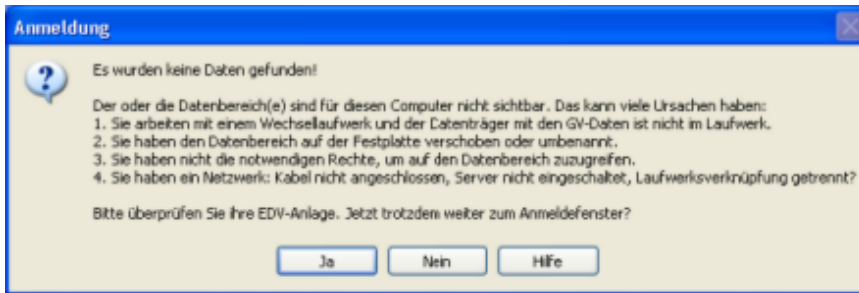 Anmeldung
Es wurden keine Daten gefunden!
Der oder die Datenbereich(e) sind für diesen Computer nicht sichtbar. Das kann viele Ursachen haben:
1. Sie arbeiten mit einem Wechsellaufwerk und der Datenträger mit den GV-Daten ist nicht im Laufwerk.
2. Sie haben den Datenbereich auf der Festplatte verschoben oder umbenannt.
3. Sie haben nicht die notwendigen Rechte, um auf den Datenbereich zuzugreifen.
4. Sie haben ein Netzwerk: Kabel nicht angeschlossen, Server nicht eingeschaltet, Laufwerksverknüpfung getrennt?
Bitte überprüfen Sie ihre EDV-Anlage. Jetzt trotzdem weiter zum Anmeldefenster?
Ja Nein Hilfe